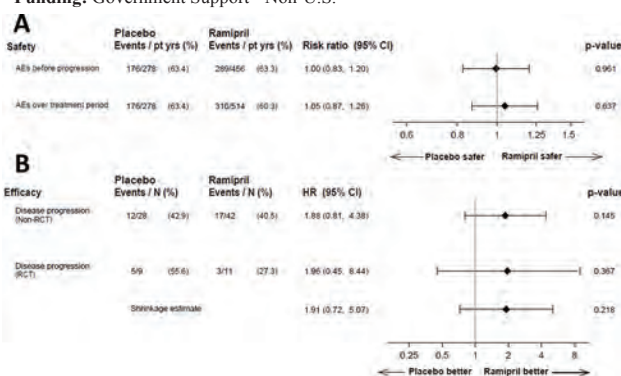 Funding: Government Support - Non-U.S.
A
Placebo Ramipril
Safety Events / pt yrs (%) Events / pt yrs (%) Risk ratio (95% CI) p-value
AEs before progression 176/278 (63.4) 289/456 (63.3) 1.00 (0.83, 1.20) 0.961
AEs over treatment period 176/278 (63.4) 310/514 (60.3) 1.05 (0.87, 1.26) 0.637
0.6 0.8 1 1.25 1.5
Placebo safer Ramipril safer
B
Placebo Ramipril
Efficacy Events / N (%) Events / N (%) HR (95% CI) p-value
Disease progression
(Non-RCT) 12/28 (42.9) 17/42 (40.5) 1.88 (0.81, 4.38) 0.145
Disease progression
(RCT) 5/9 (55.6) 3/11 (27.3) 1.96 (0.45, 8.44) 0.367
Shrinkage estimate 1.91 (0.72, 5.07) 0.218
0.25 0.5 1 2 4 8
Placebo better Ramipril better